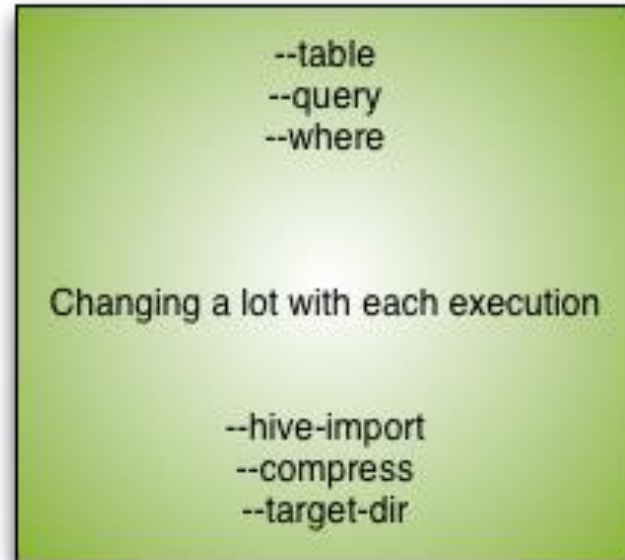 --table
--query
--where
Changing a lot with each execution
--hive-import
--compress
--target-dir